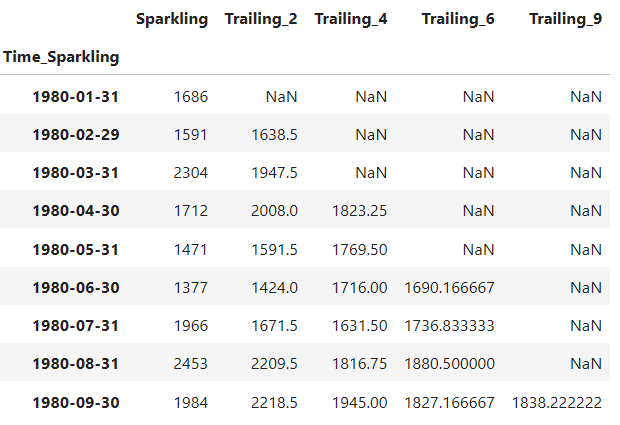 Sparkling Trailing_2 Trailing_4 Trailing_6 Trailing_9
Time_Sparkling
1980-01-31 1686 NaN NaN NaN NaN
1980-02-29 1591 1638.5 NaN NaN NaN
1980-03-31 2304 1947.5 NaN NaN NaN
1980-04-30 1712 2008.0 1823.25 NaN NaN
1980-05-31 1471 1591.5 1769.50 NaN NaN
1980-06-30 1377 1424.0 1716.00 1690.166667 NaN
1980-07-31 1966 1671.5 1631.50 1736.833333 NaN
1980-08-31 2453 2209.5 1816.75 1880.500000 NaN
1980-09-30 1984 2218.5 1945.00 1827.166667 1838.222222